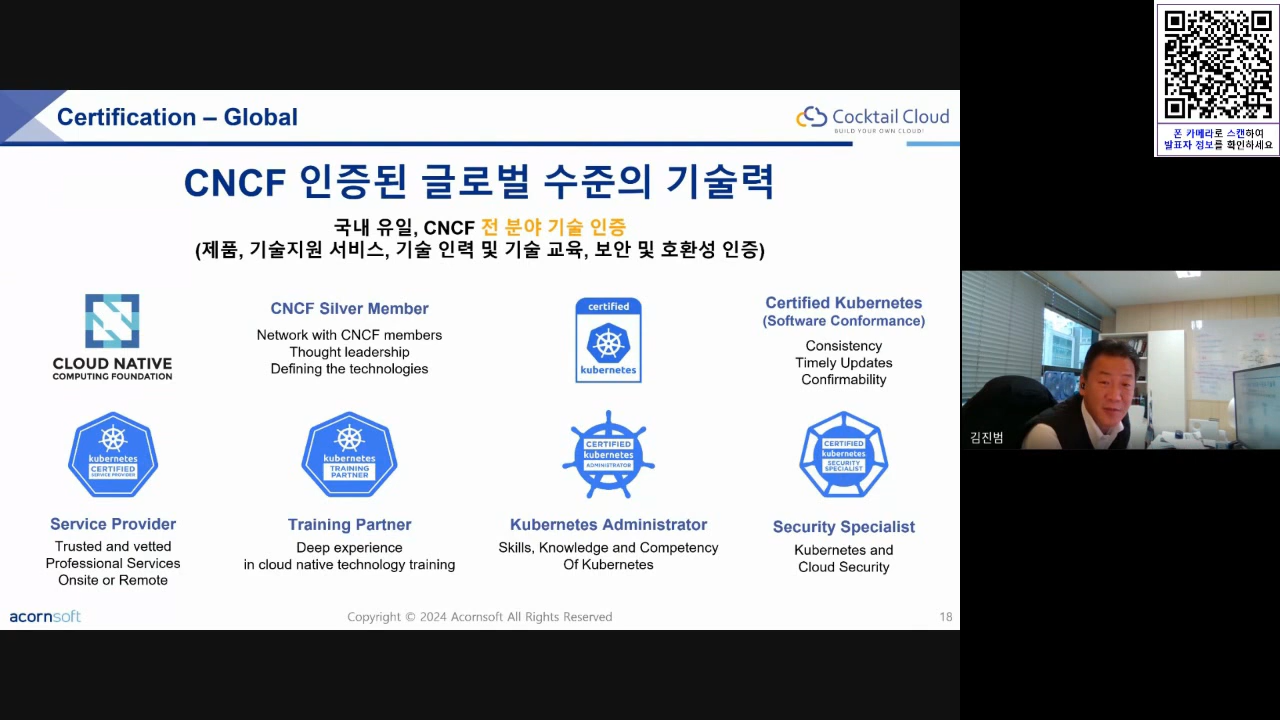 Certification – Global
Cocktail Cloud
BUILD YOUR OWN CLOUD!
CNCF 인증된 글로벌 수준의 기술력
국내 유일, CNCF 전 분야 기술 인증
(제품, 기술지원 서비스, 기술 인력 및 기술 교육, 보안 및 호환성 인증)
CLOUD NATIVE
COMPUTING FOUNDATION
CNCF Silver Member
Network with CNCF members
Thought leadership
Defining the technologies
certified
kubernetes
Certified Kubernetes
(Software Conformance)
Consistency
Timely Updates
Confirmability
kubernetes
CERTIFIED
SERVICE PROVIDER
Service Provider
Trusted and vetted
Professional Services
Onsite or Remote
kubernetes
TRAINING
PARTNER
Training Partner
Deep experience
in cloud native technology training
CERTIFIED
kubernetes
ADMINISTRATOR
Kubernetes Administrator
Skills, Knowledge and Competency
Of Kubernetes
CERTIFIED
kubernetes
SECURITY
SPECIALIST
Security Specialist
Kubernetes and
Cloud Security
acornsoft
Copyright © 2024 Acornsoft All Rights Reserved
18
폰 카메라로 스캔하여
발표자 정보를 확인하세요
김진범